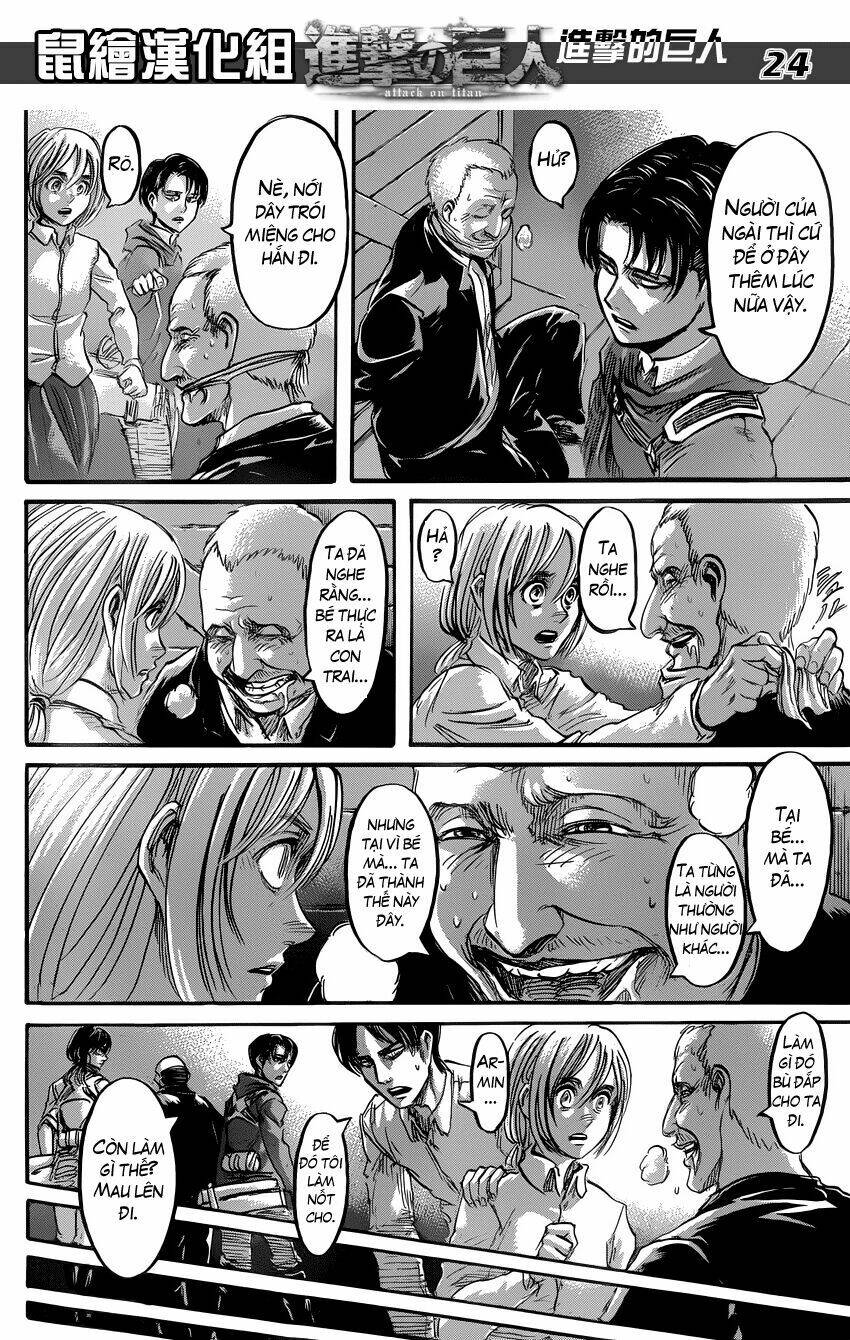 鼠繪漢化組
進撃の巨人
attack on titan
進擊的巨人
24
NGƯỜI CỦA
NGÀI THÌ CỨ
ĐỂ Ở ĐÂY
THÊM LÚC
NỮA VẬY.
HỬ?
NÈ, NỚI
DÂY TRÓI
MIỆNG CHO
HẮN ĐI.
RÕ.
TA
NGHE
RỒI...
HẢ
?
TA ĐÃ
NGHE
RẰNG...
BÉ THỰC
RA LÀ
CON
TRAI...
TẠI
BÉ...
MÀ TA
ĐÃ...
TA TỪNG
LÀ NGƯỜI
THƯỜNG
NHƯ NGƯỜI
KHÁC...
NHƯNG
TẠI VÌ BÉ
MÀ... TA
ĐÃ THÀNH
THẾ NÀY
ĐÂY.
LÀM
GÌ ĐÓ
BÙ ĐẮP
CHO TA
ĐI.
AR-
MIN...
ĐỂ
ĐÓ TÔI
LÀM
NỐT
CHO.
CÒN LÀM
GÌ THẾ?
MAU LÊN
ĐI.